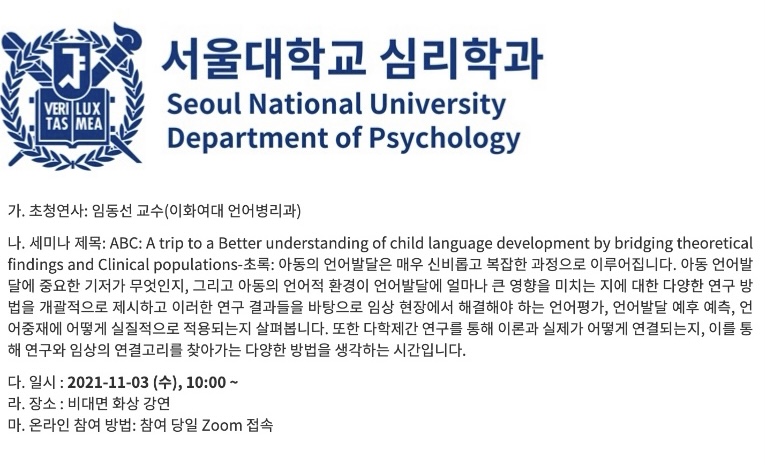 VERI LUX
TAS MEA
서울대학교 심리학과
Seoul National University
Department of Psychology
가. 초청연사: 임동선 교수(이화여대 언어병리과)
나. 세미나 제목: ABC: A trip to a Better understanding of child language development by bridging theoretical
findings and Clinical populations-초록: 아동의 언어발달은 매우 신비롭고 복잡한 과정으로 이루어집니다. 아동 언어발
달에 중요한 기저가 무엇인지, 그리고 아동의 언어적 환경이 언어발달에 얼마나 큰 영향을 미치는 지에 대한 다양한 연구 방
법을 개괄적으로 제시하고 이러한 연구 결과들을 바탕으로 임상 현장에서 해결해야 하는 언어평가, 언어발달 예후 예측, 언
어중재에 어떻게 실질적으로 적용되는지 살펴봅니다. 또한 다학제간 연구를 통해 이론과 실제가 어떻게 연결되는지, 이를 통
해 연구와 임상의 연결고리를 찾아가는 다양한 방법을 생각하는 시간입니다.
다. 일시 : 2021-11-03 (수), 10:00 ~
라. 장소 : 비대면 화상 강연
마. 온라인 참여 방법: 참여 당일 Zoom 접속